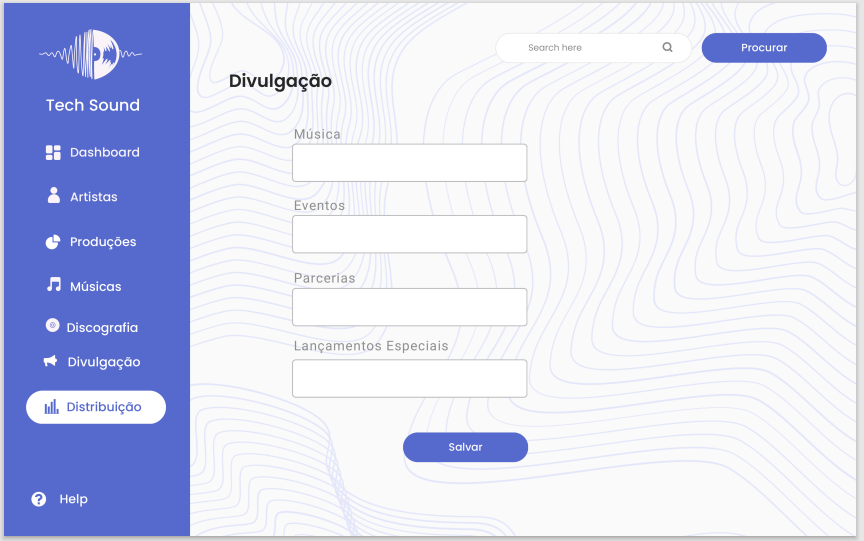 Tech Sound
Dashboard
Artistas
Produções
Músicas
Discografia
Divulgação
Distribuição
Help
Search here
Procurar
Divulgação
Música
Eventos
Parcerias
Lançamentos Especiais
Salvar